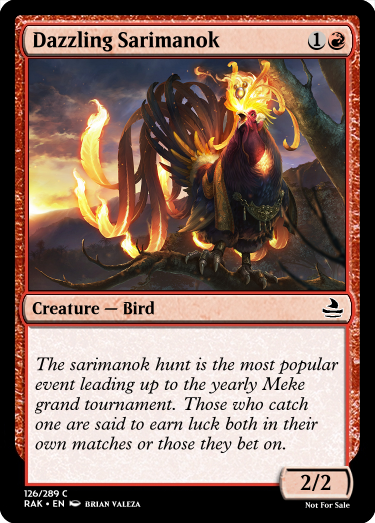 Dazzling Sarimanok 1
Creature — Bird
The sarimanok hunt is the most popular
event leading up to the yearly Meke
grand tournament. Those who catch
one are said to earn luck both in their
own matches or those they bet on.
2/2
126/289 C
RAK • EN BRIAN VALEZA
Not For Sale